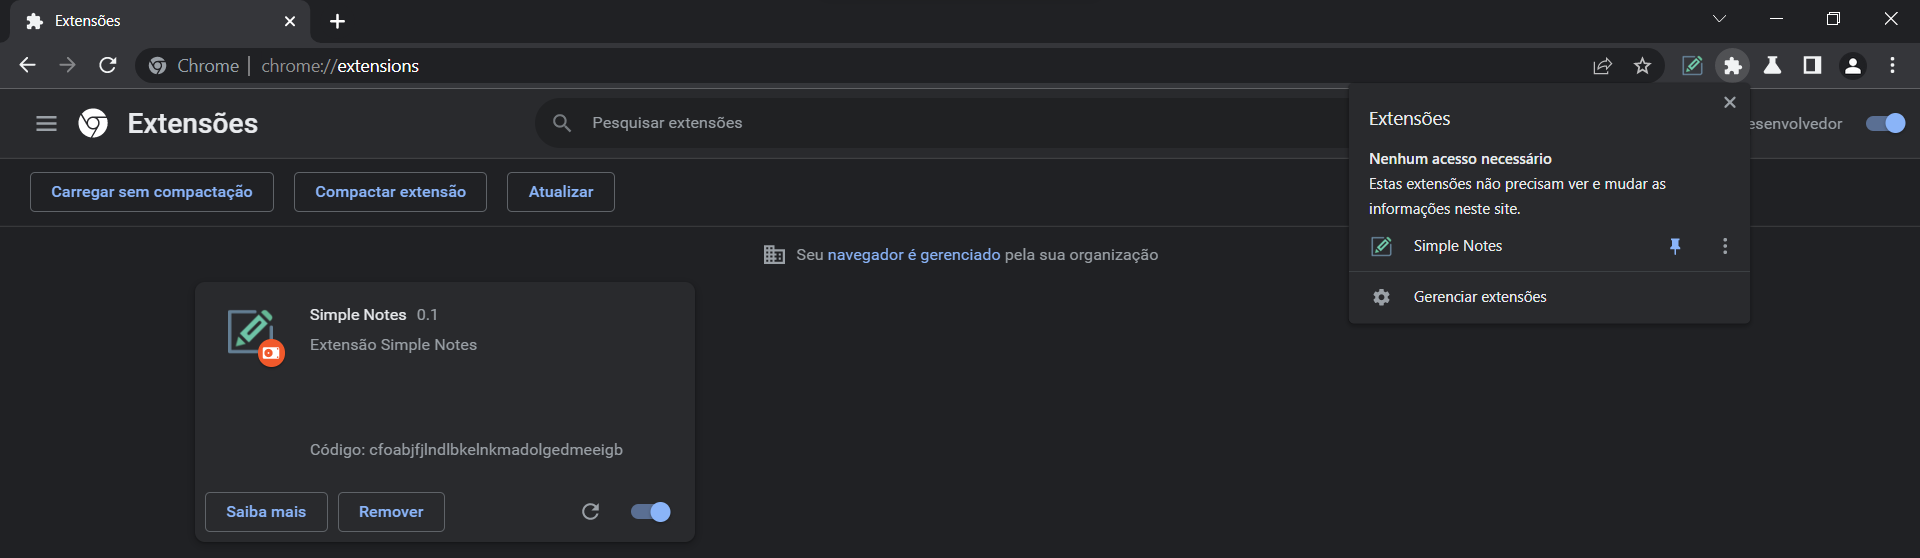 Extensões
Chrome | chrome://extensions
Extensões
Pesquisar extensões
esenvolvedor
Carregar sem compactação
Compactar extensão
Atualizar
Seu navegador é gerenciado pela sua organização
Extensões
Nenhum acesso necessário
Estas extensões não precisam ver e mudar as
informações neste site.
Simple Notes
Gerenciar extensões
Simple Notes 0.1
Extensão Simple Notes
Código: cfoabjfjlndlbkelnkmadolgedmeeigb
Saiba mais
Remover